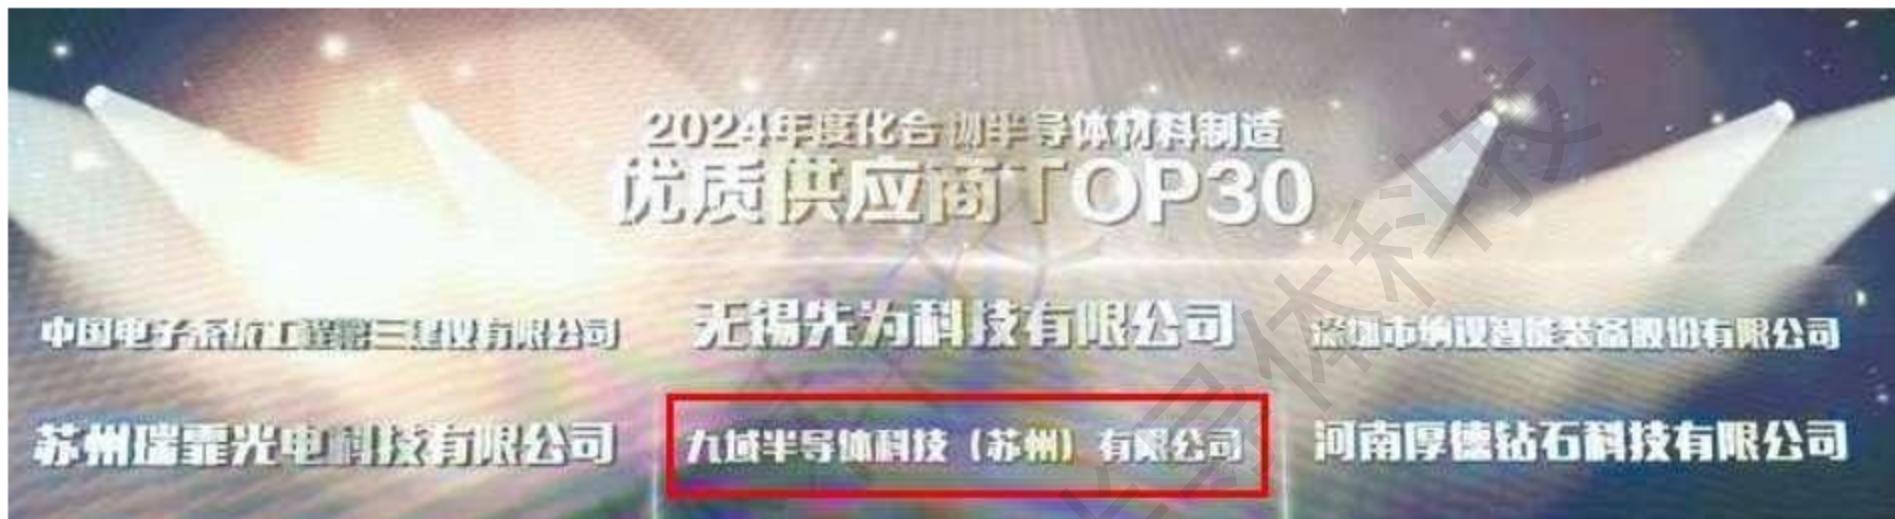 2024年度化合物半导体材料制造
优质供应商TOP30
中国电子系统工程第三建设有限公司
无锡先为科技有限公司
深圳市纳设智能装备股份有限公司
苏州瑞霏光电科技有限公司
九域半导体科技（苏州）有限公司
河南厚德钻石科技有限公司